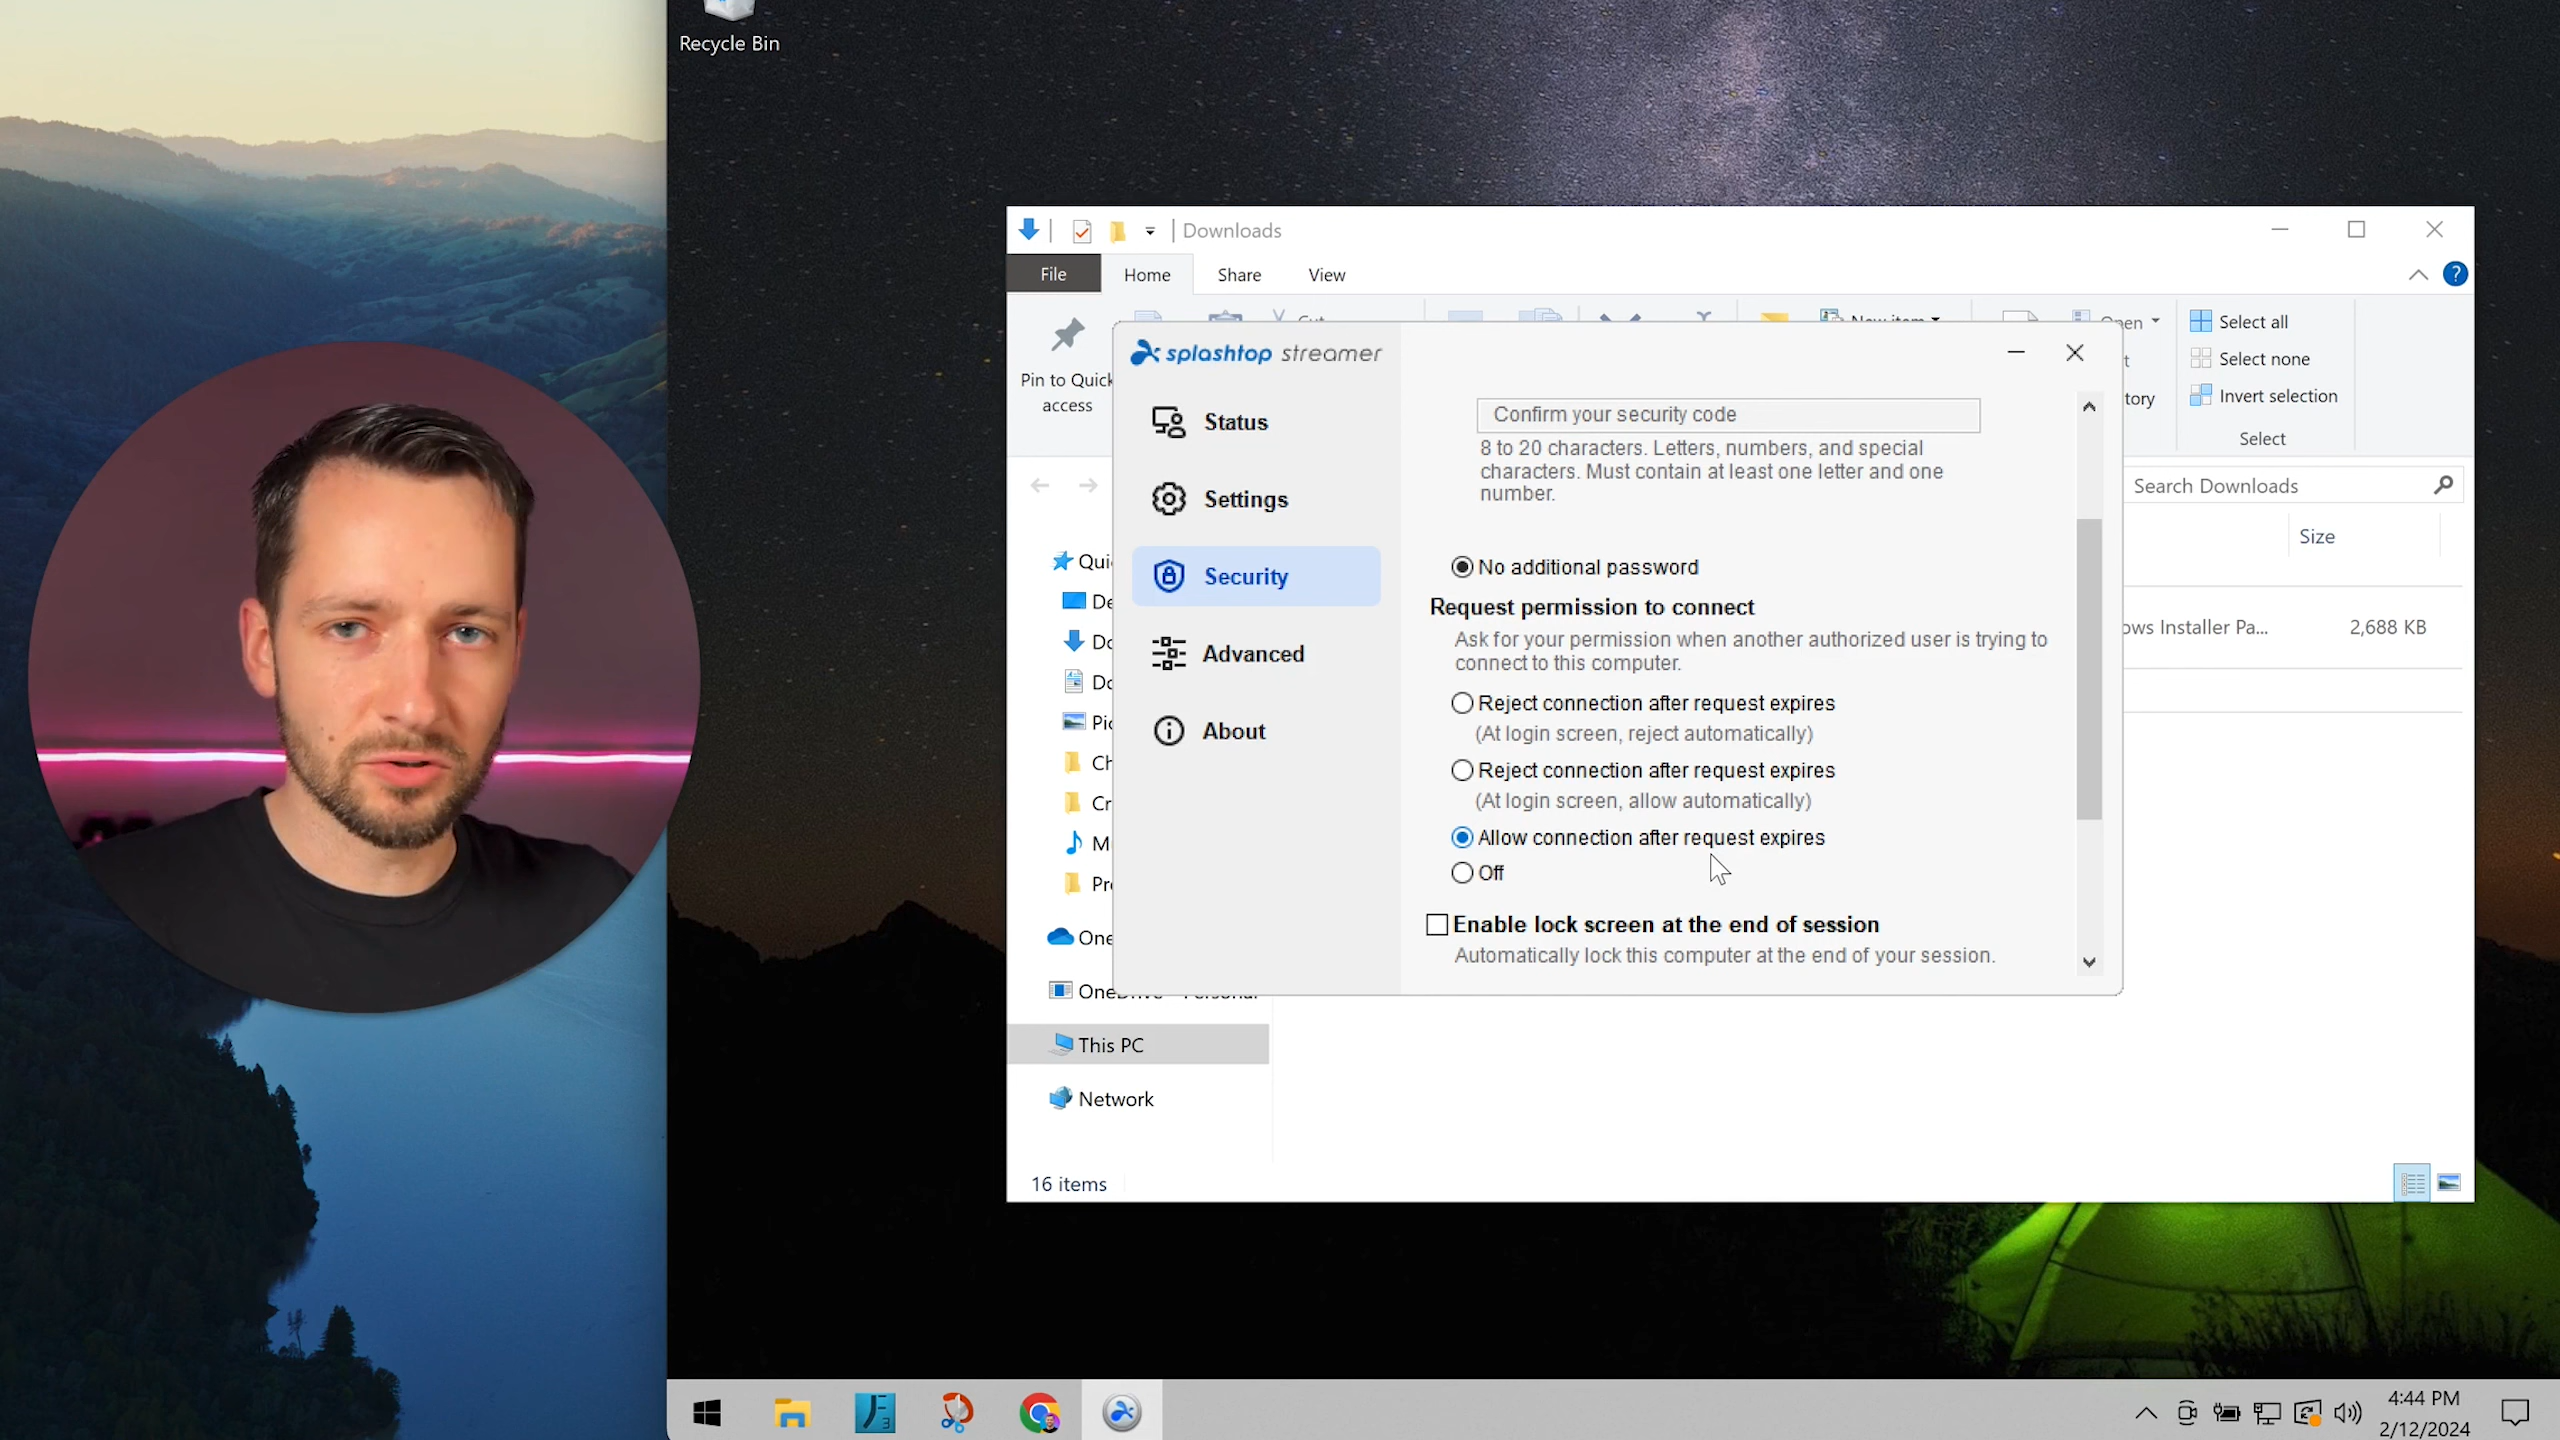 Recycle Bin
Downloads
File
Home
Share
View
Pin to Quick
access
Select all
Select none
Invert selection
Select
splashtop streamer
Status
Settings
Security
Advanced
About
Confirm your security code
8 to 20 characters. Letters, numbers, and special
characters. Must contain at least one letter and one
number.
No additional password
Request permission to connect
Ask for your permission when another authorized user is trying to
connect to this computer.
Reject connection after request expires
(At login screen, reject automatically)
Reject connection after request expires
(At login screen, allow automatically)
Allow connection after request expires
Off
Enable lock screen at the end of session
Automatically lock this computer at the end of your session.
Search Downloads
Size
ows Installer Pa...
2,688 KB
This PC
Network
16 items
4:44 PM
2/12/2024